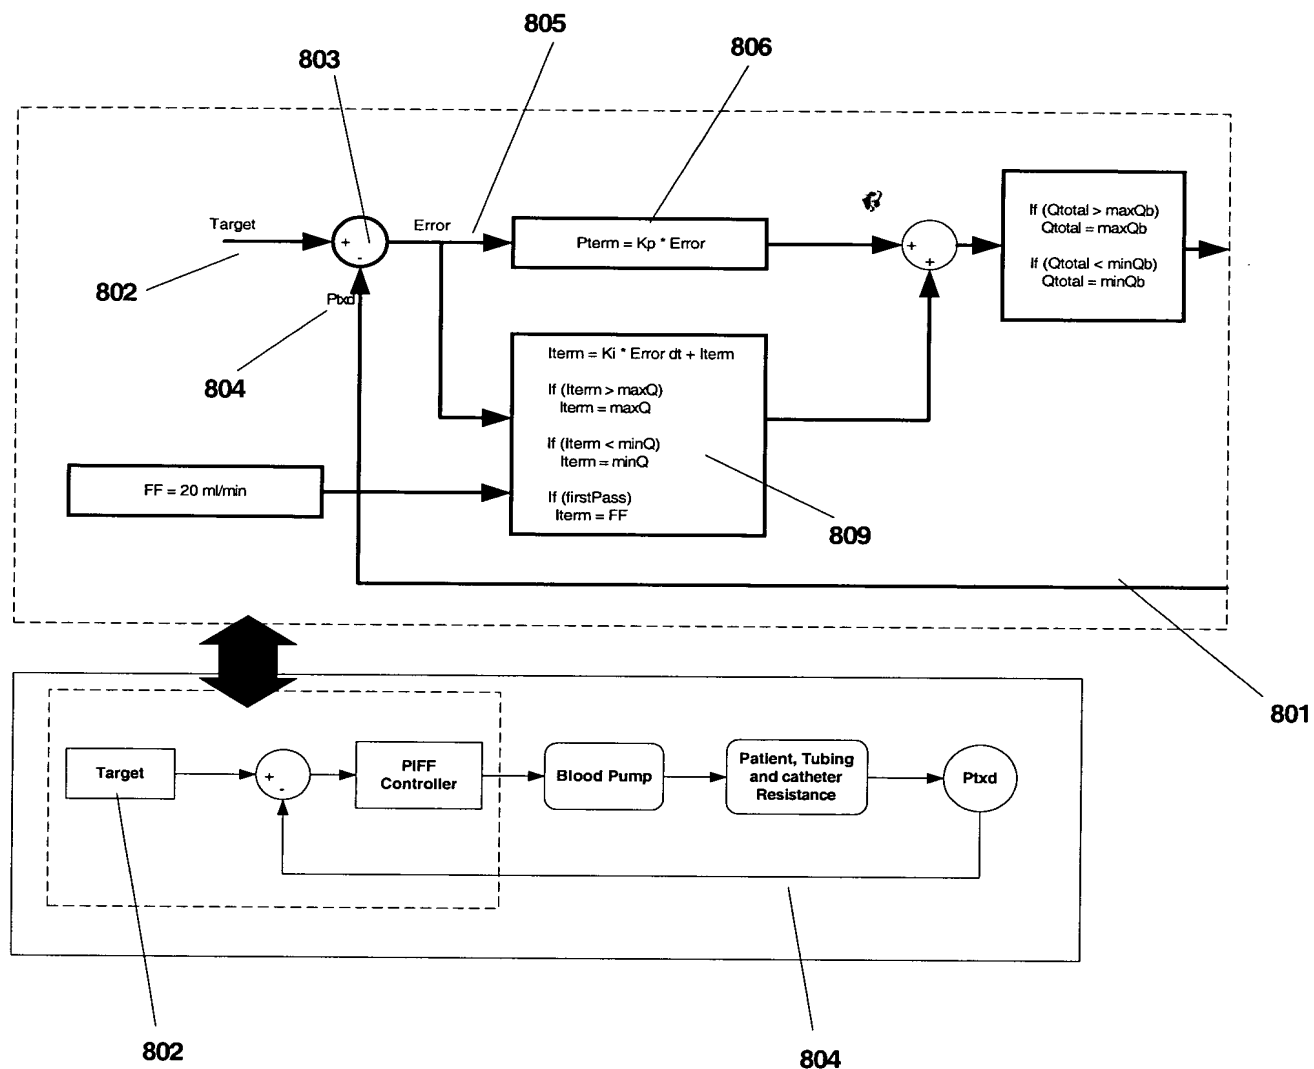 805
803
806
Target
Error
+
-
Pterm = Kp * Error
+
+
If (Qtotal > maxQb)
Qtotal = maxQb
If (Qtotal < minQb)
Qtotal = minQb
802
Ptxd
804
Iterm = Ki * Error dt + Iterm
If (Iterm > maxQ)
Iterm = maxQ
If (Iterm < minQ)
Iterm = minQ
If (firstPass)
Iterm = FF
FF = 20 ml/min
809
801
Target
+
-
PIFF
Controller
Blood Pump
Patient, Tubing
and catheter
Resistance
Ptxd
802
804